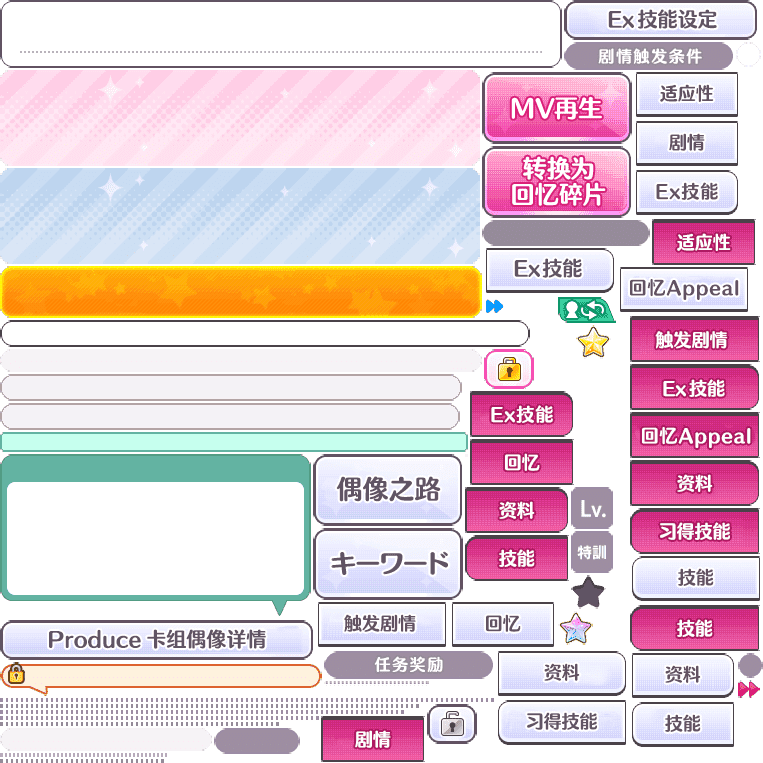 Ex技能设定
剧情触发条件
MV再生
适应性
剧情
转换为
回忆碎片
Ex技能
适应性
Ex技能
回忆Appeal
触发剧情
Ex技能
Ex技能
回忆Appeal
回忆
偶像之路
资料
资料
Lv.
习得技能
技能
特訓
キーワード
技能
触发剧情
回忆
技能
Produce 卡组偶像详情
任务奖励
资料
资料
习得技能
技能
剧情